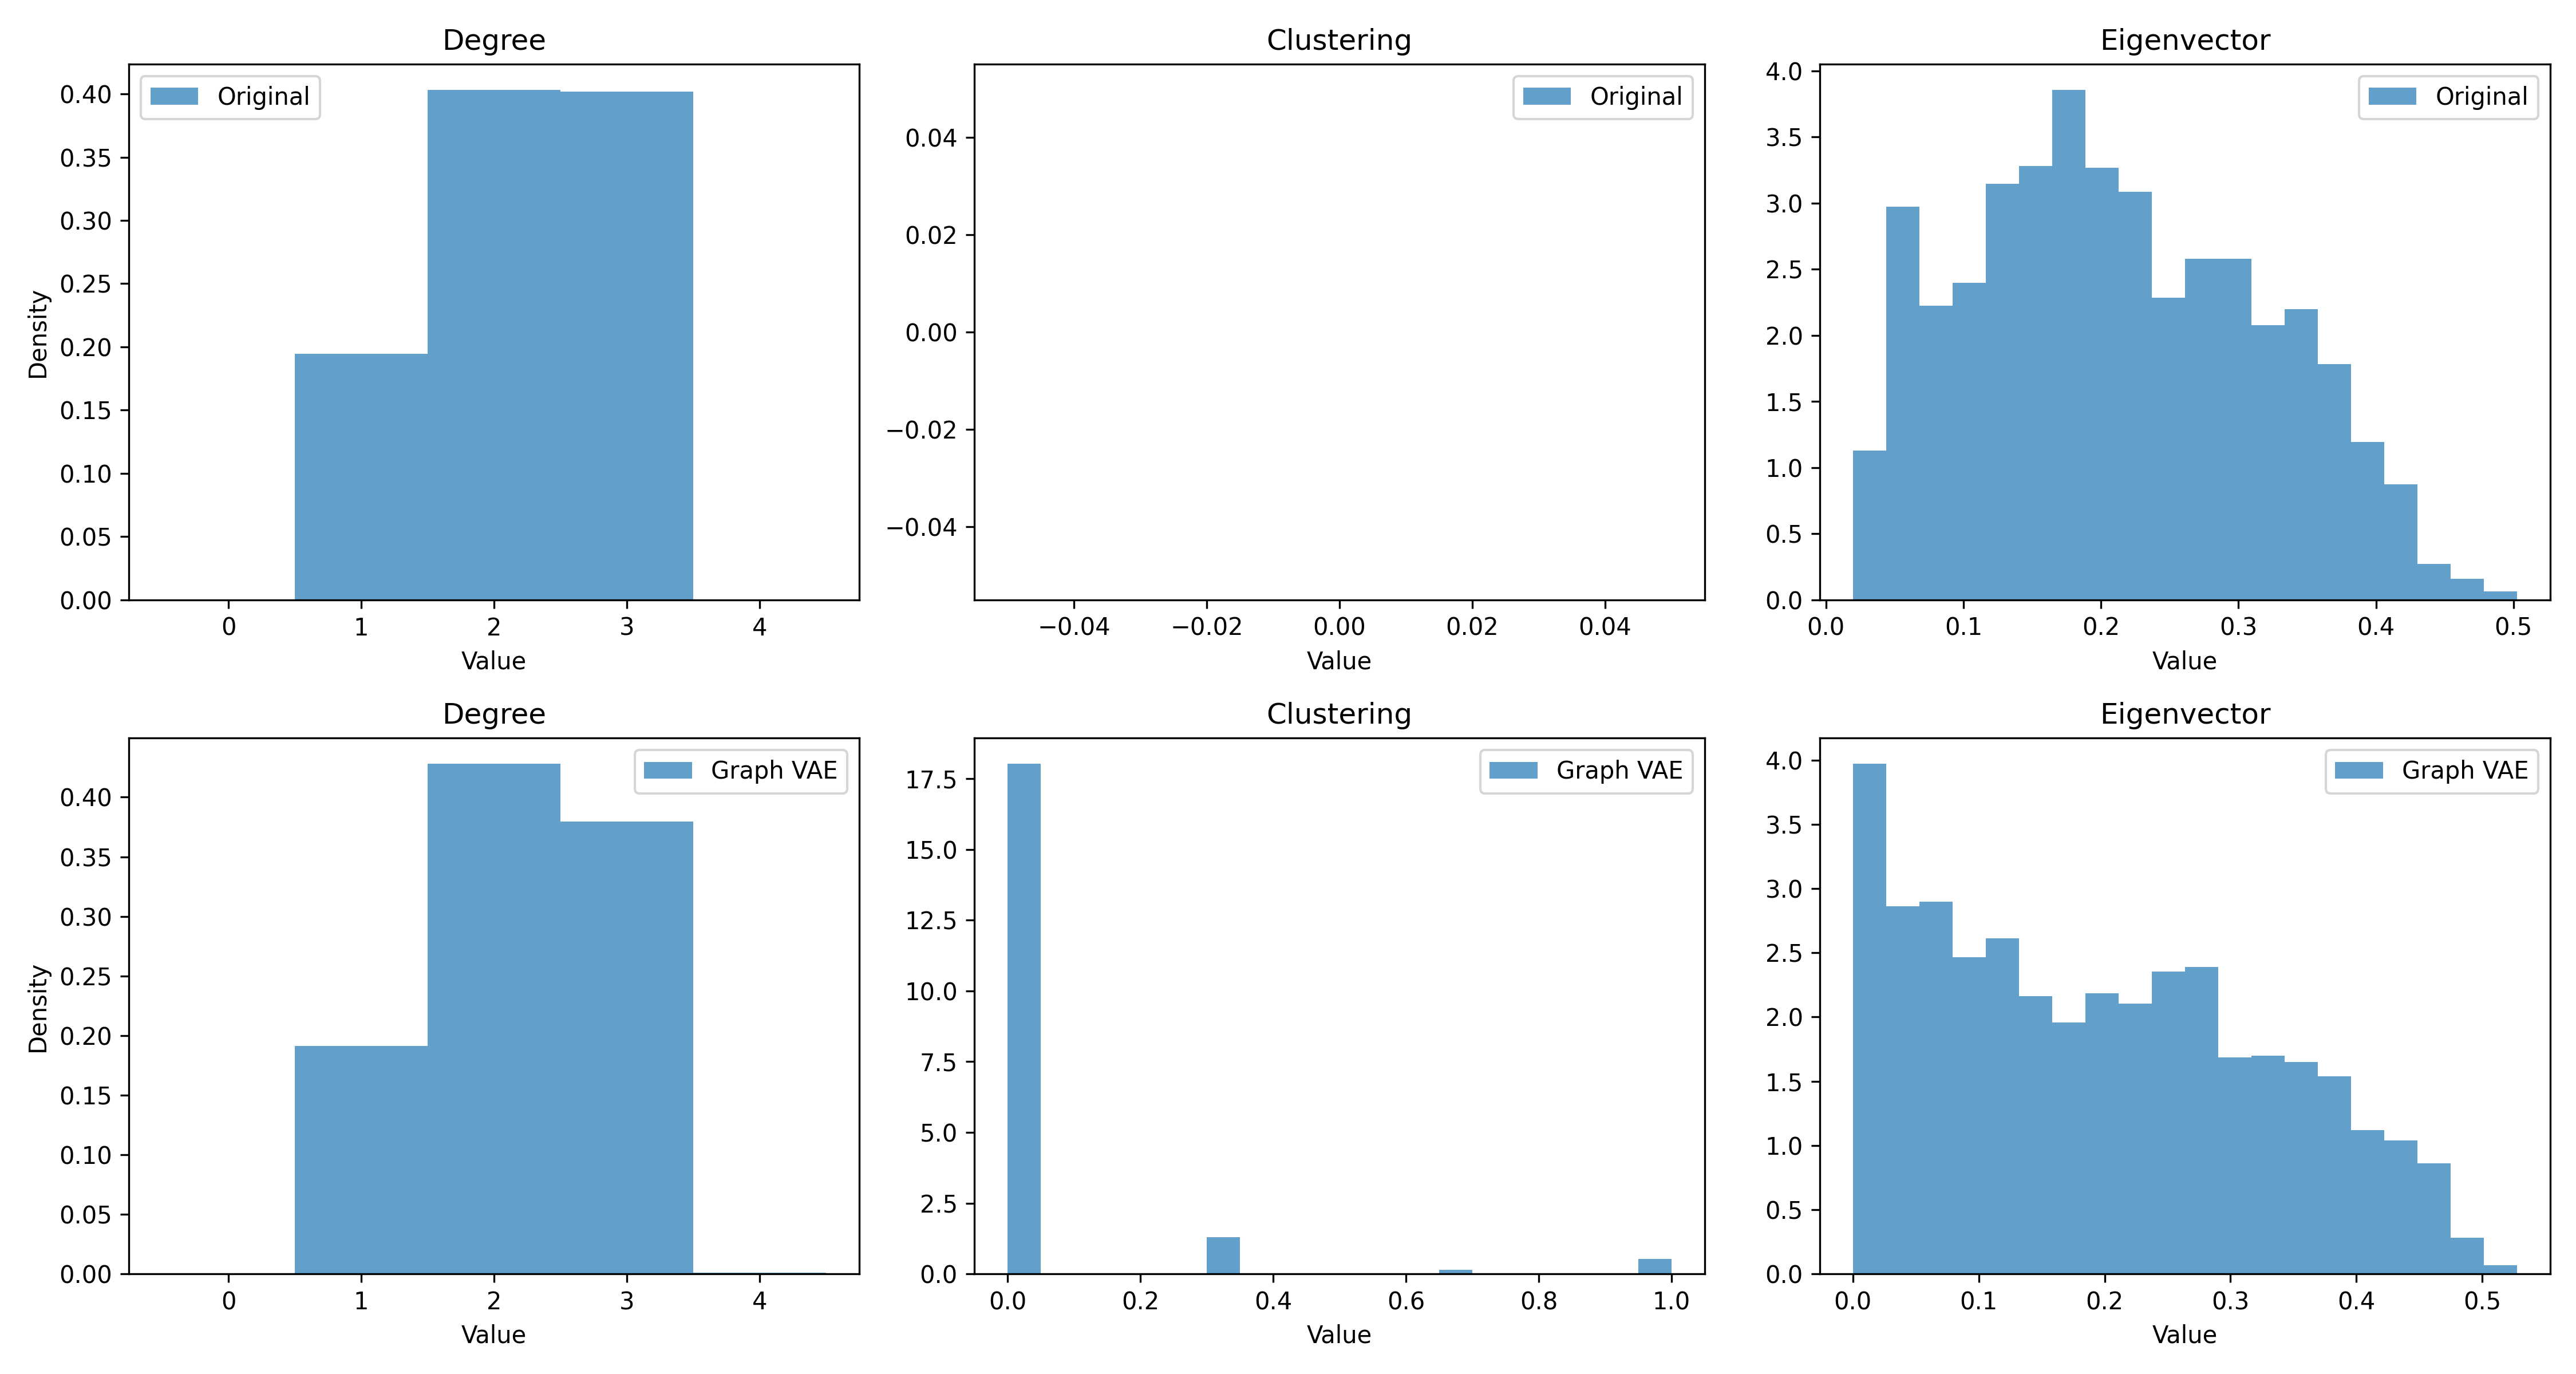 Degree
Original
0.40
0.35
0.30
0.25
0.20
0.15
0.10
0.05
0.00
Density
0 1 2 3 4
Value
Clustering
Original
0.04
0.02
0.00
−0.02
−0.04
−0.04 −0.02 0.00 0.02 0.04
Value
Eigenvector
Original
4.0
3.5
3.0
2.5
2.0
1.5
1.0
0.5
0.0
0.0 0.1 0.2 0.3 0.4 0.5
Value
Degree
Graph VAE
0.40
0.35
0.30
0.25
0.20
0.15
0.10
0.05
0.00
Density
0 1 2 3 4
Value
Clustering
Graph VAE
17.5
15.0
12.5
10.0
7.5
5.0
2.5
0.0
0.0 0.2 0.4 0.6 0.8 1.0
Value
Eigenvector
Graph VAE
4.0
3.5
3.0
2.5
2.0
1.5
1.0
0.5
0.0
0.0 0.1 0.2 0.3 0.4 0.5
Value